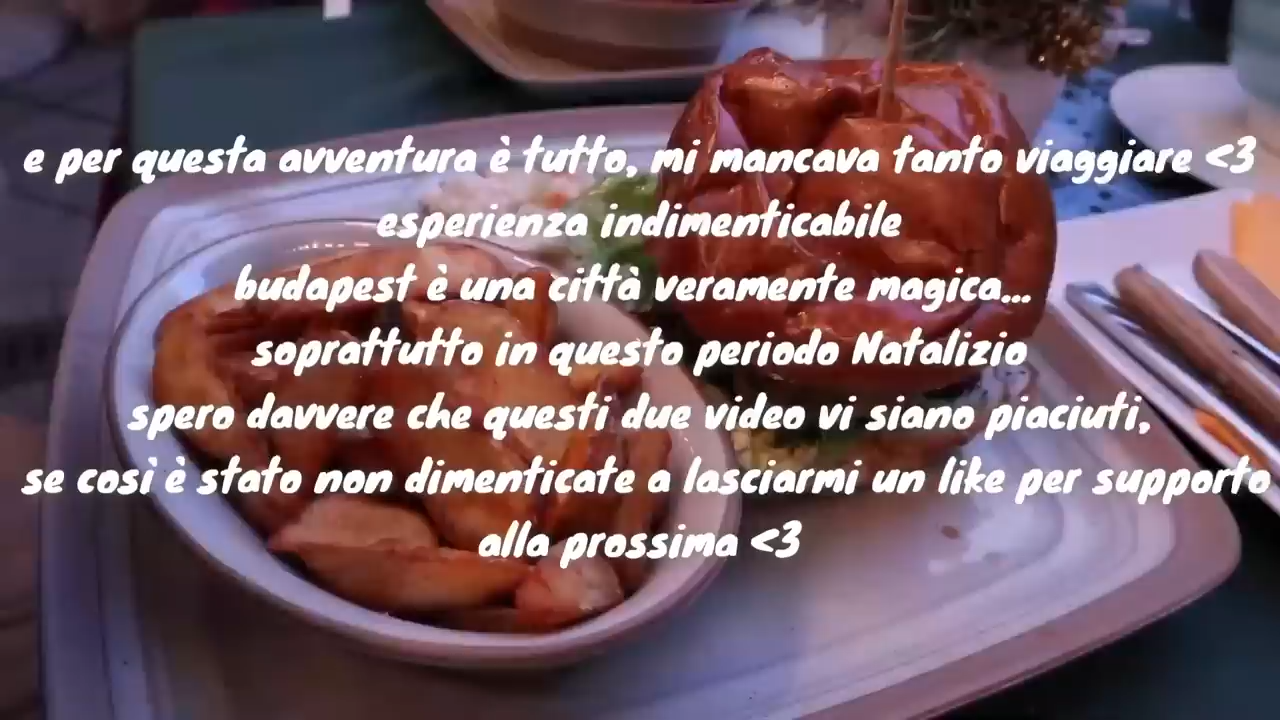 e per questa avventura è tutto, mi mancava tanto viaggiare <3
esperienza indimenticabile
budapest è una città veramente magica...
soprattutto in questo periodo Natalizio
spero davvere che questi due video vi siano piaciuti,
se così è stato non dimenticate a lasciarmi un like per supporto
alla prossima <3